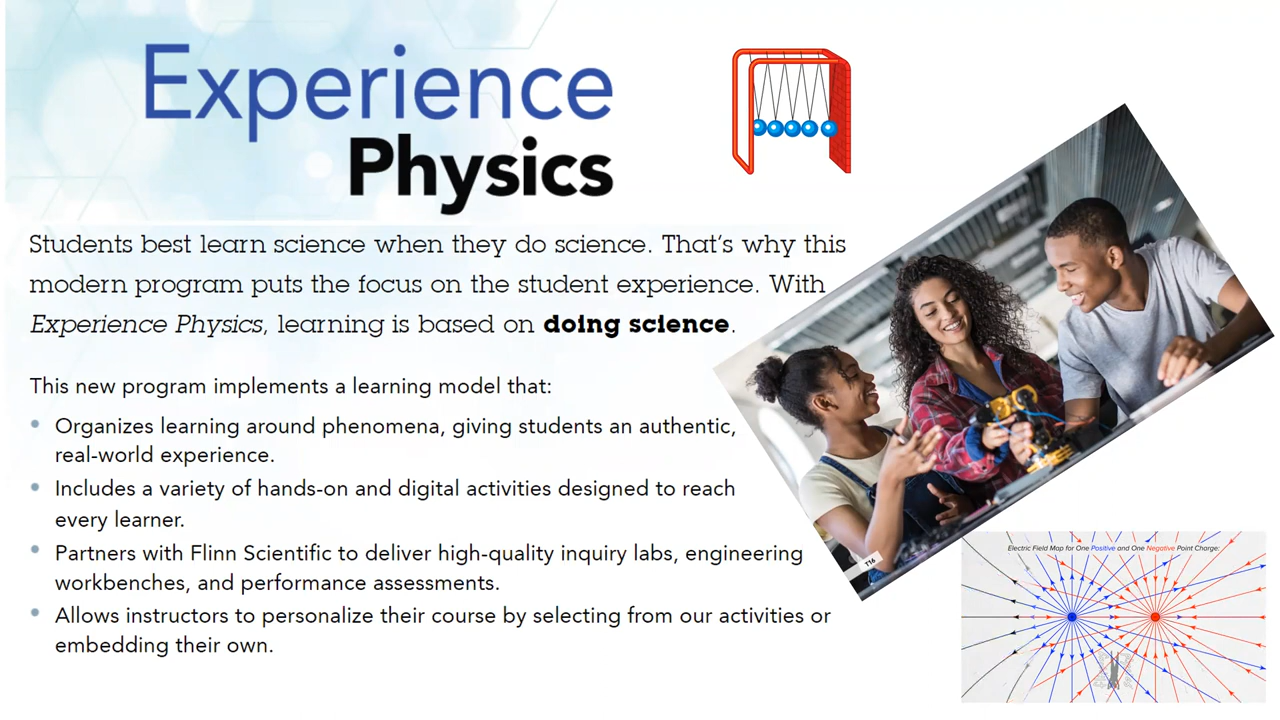 Experience
Physics
Students best learn science when they do science. That's why this
modern program puts the focus on the student experience. With
Experience Physics, learning is based on doing science.
This new program implements a learning model that:
• Organizes learning around phenomena, giving students an authentic,
real-world experience.
• Includes a variety of hands-on and digital activities designed to reach
every learner.
• Partners with Flinn Scientific to deliver high-quality inquiry labs, engineering
workbenches, and performance assessments.
• Allows instructors to personalize their course by selecting from our activities or
embedding their own.
T16
Electric Field Map for One Positive and One Negative Point Charge: